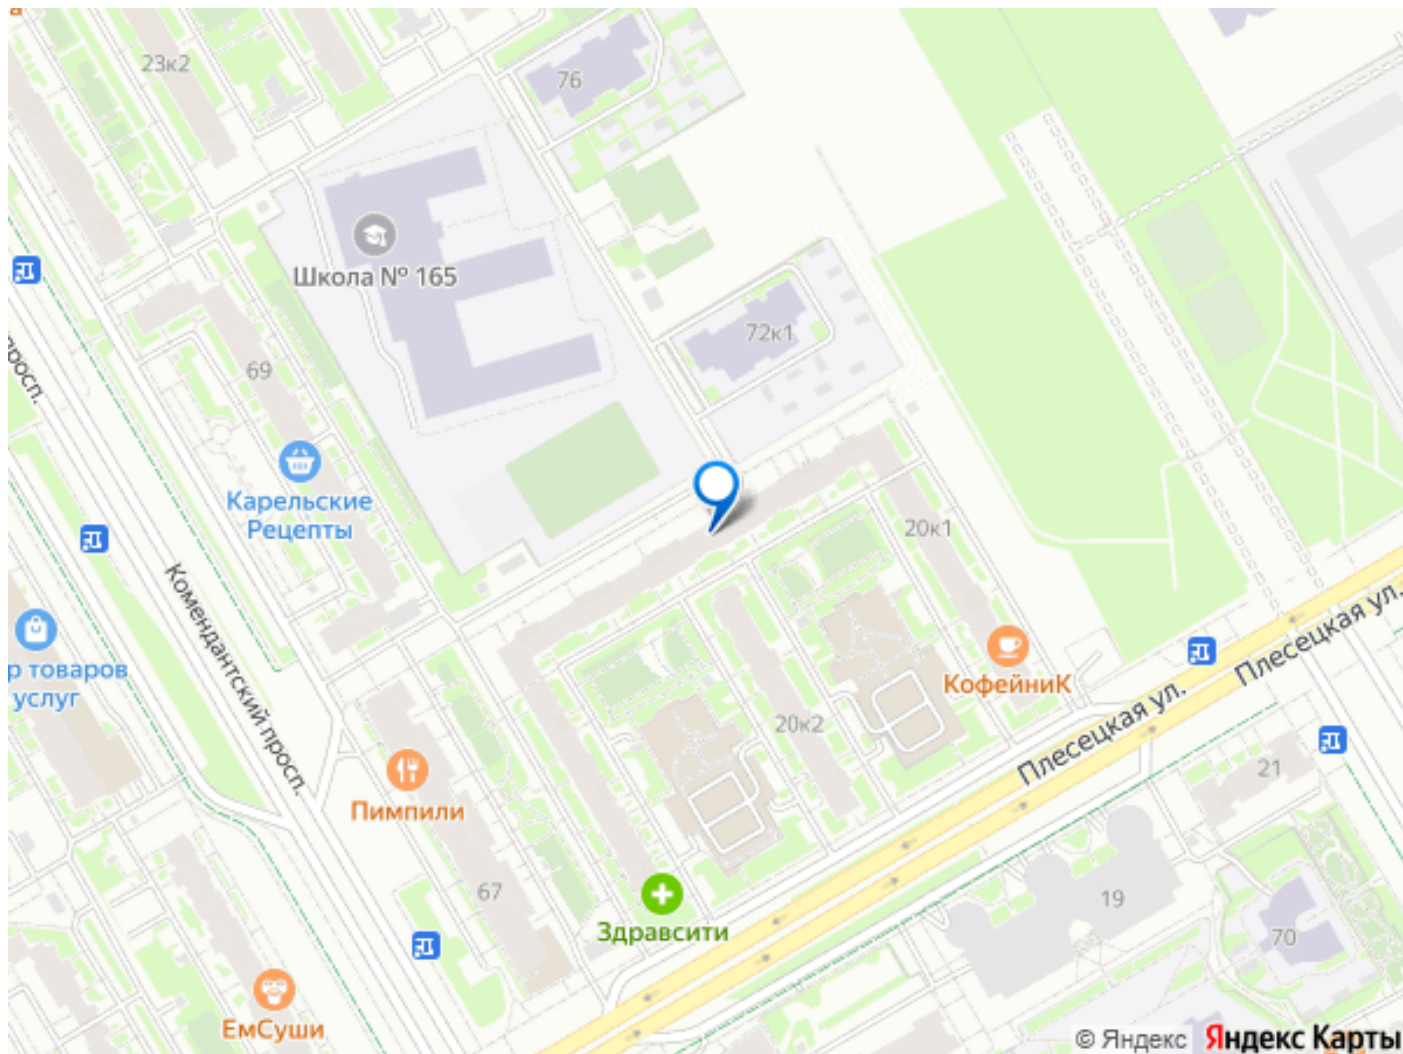 23к2
76
Школа № 165
72к1
69
просп.
Карельские
Рецепты
20к1
Комендантский просп.
р товаров
услуг
КофейниК
Плесецкая ул.
Плесецкая ул.
20к2
21
Пимпили
67
19
Здравсити
70
ЕмСуши
© Яндекс Яндекс Карты